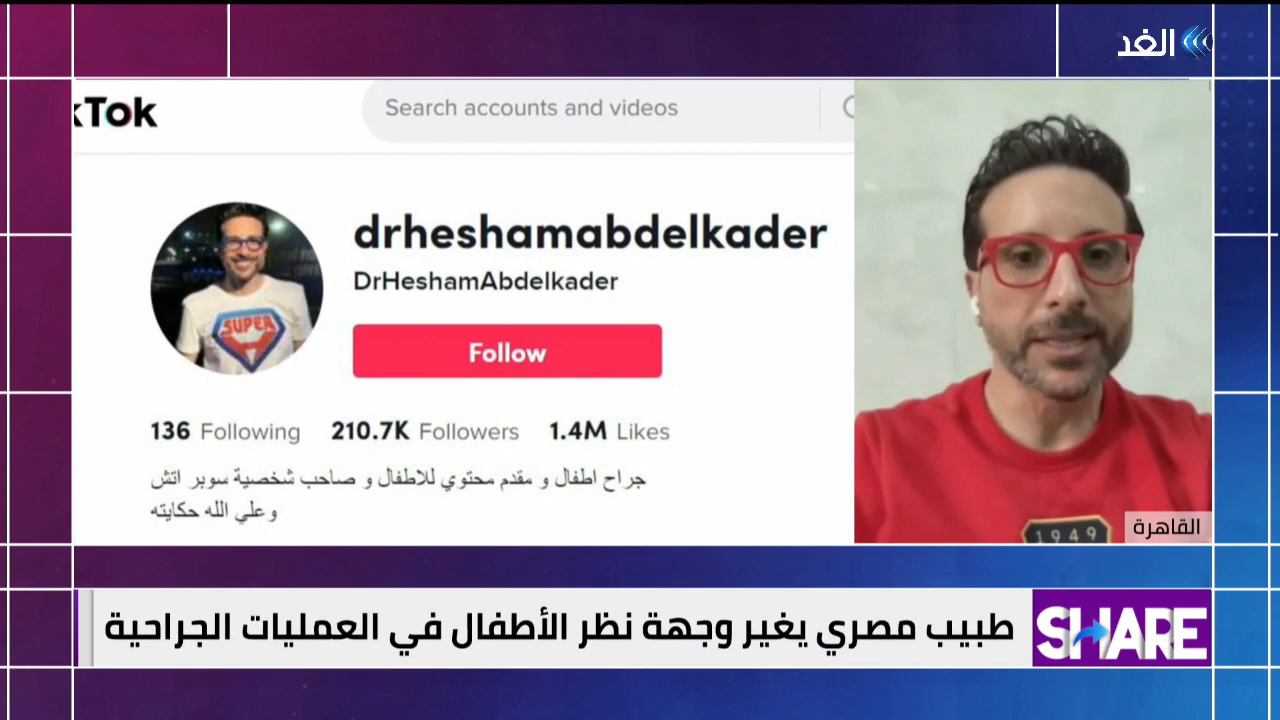 الغد
kTok
Search accounts and videos
drheshamabdelkader
DrHeshamAbdelkader
SUPER
Follow
136 Following 210.7K Followers 1.4M Likes
جراح اطفال و مقدم محتوي للاطفال و صاحب شخصية سوبر اتش
وعلي الله حكايته
1949
القاهرة
طبيب مصري يغير وجهة نظر الأطفال في العمليات الجراحية
SHARE